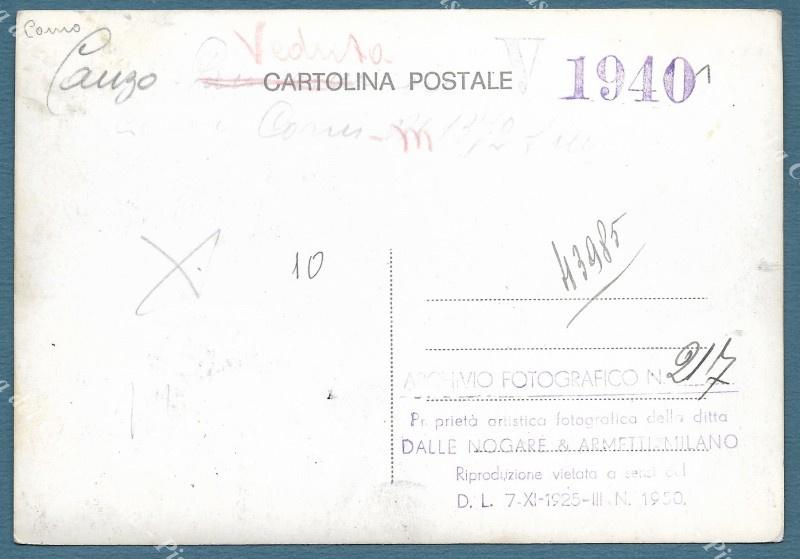 Como
Canzo
Veduta
CARTOLINA POSTALE
V
1940
Como
m
X
10
43985
ARCHIVIO FOTOGRAFICO N. 217
Proprietà artistica fotografica della ditta
DALLE NOGARE & ARMETTI-MILANO
Riproduzione vietata a sensi del
D. L. 7-XI-1925-III N. 1950.